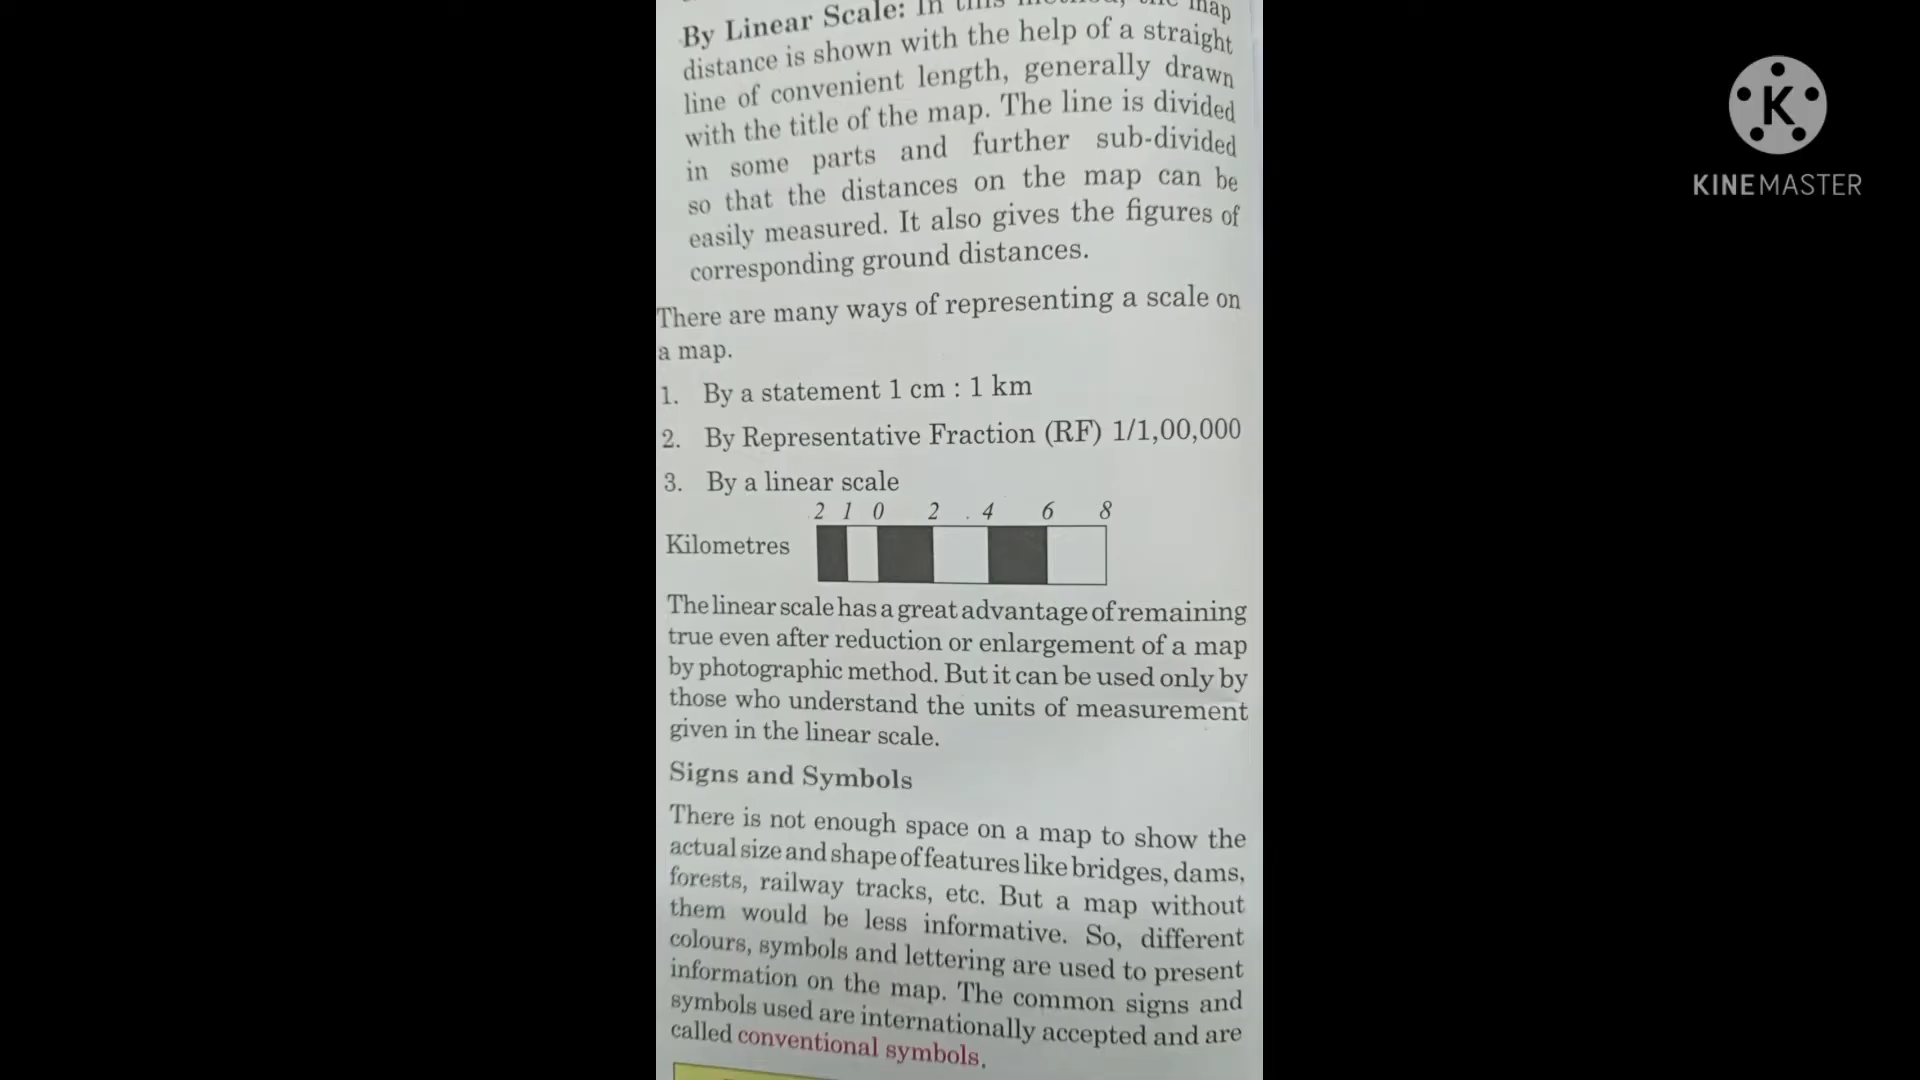 By Linear Scale: In this method, the map
distance is shown with the help of a straight
line of convenient length, generally drawn
with the title of the map. The line is divided
in some parts and further sub-divided
so that the distances on the map can be
easily measured. It also gives the figures of
corresponding ground distances.
There are many ways of representing a scale on
a map.
1. By a statement 1 cm : 1 km
2. By Representative Fraction (RF) 1/1,00,000
3. By a linear scale
2 1 0 2 4 6 8
Kilometres
The linear scale has a great advantage of remaining
true even after reduction or enlargement of a map
by photographic method. But it can be used only by
those who understand the units of measurement
given in the linear scale.
Signs and Symbols
There is not enough space on a map to show the
actual size and shape of features like bridges, dams,
forests, railway tracks, etc. But a map without
them would be less informative. So, different
colours, symbols and lettering are used to present
information on the map. The common signs and
symbols used are internationally accepted and are
called conventional symbols.
K
KINEMASTER